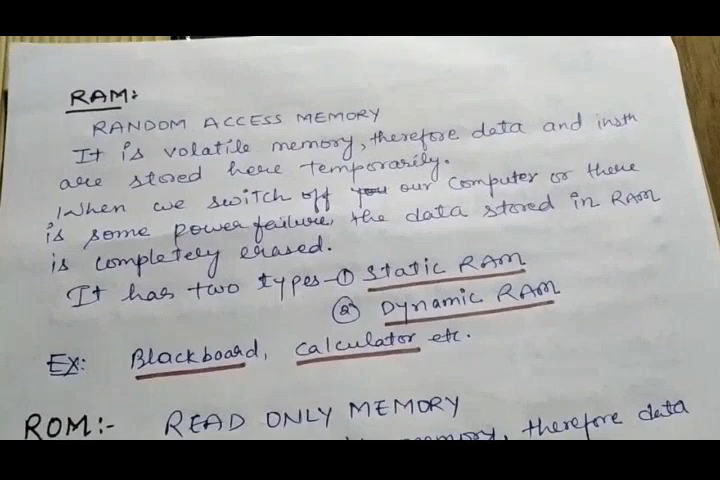 RAM:
RANDOM ACCESS MEMORY
It is volatile memory, therefore data and instn
are stored here temporarily.
When we switch off you our computer or there
is some power failure, the data stored in RAM
is completely erased.
It has two types - ① Static RAM
② Dynamic RAM
Ex: Blackboard, calculator etc.
ROM:- READ ONLY MEMORY
memory, therefore data